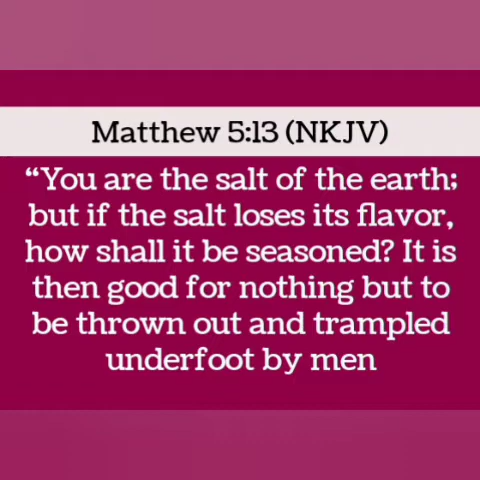 Matthew 5:13 (NKJV)
“You are the salt of the earth;
but if the salt loses its flavor,
how shall it be seasoned? It is
then good for nothing but to
be thrown out and trampled
underfoot by men